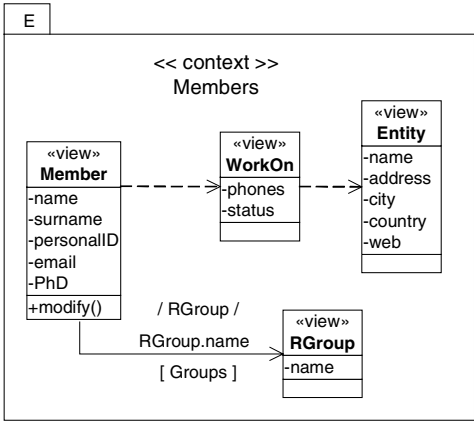 E
<< context >>
Members
«view»
Member
-name
-surname
-personalID
-email
-PhD
+modify()
«view»
WorkOn
-phones
-status
«view»
Entity
-name
-address
-city
-country
-web
/ RGroup /
RGroup.name
[ Groups ]
«view»
RGroup
-name